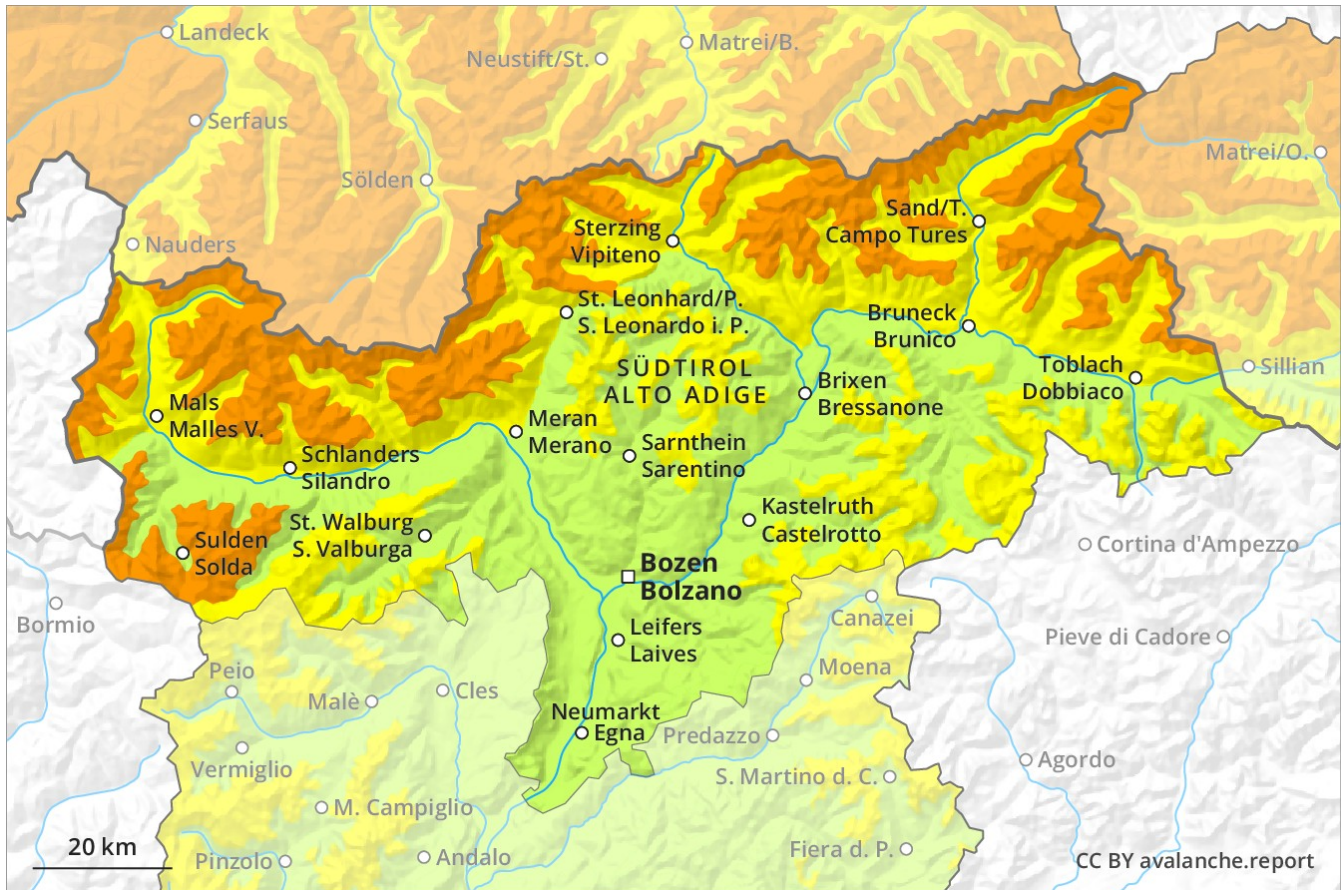 Landeck
Neustift/St.
Matrei/B.
Serfaus
Matrei/O.
Sölden
Nauders
Sand/T.
Campo Tures
Sterzing
Vipiteno
St. Leonhard/P.
S. Leonardo i. P.
Bruneck
Brunico
SÜDTIROL
ALTO ADIGE
Toblach
Dobbiaco
Sillian
Brixen
Bressanone
Mals
Malles V.
Meran
Merano
Sarnthein
Sarentino
Schlanders
Silandro
Kastelruth
Castelrotto
St. Walburg
S. Valburga
Sulden
Solda
Cortina d'Ampezzo
Bozen
Bolzano
Bormio
Canazei
Leifers
Laives
Pieve di Cadore
Peio
Moena
Malè
Cles
Neumarkt
Egna
Predazzo
Vermiglio
Agordo
S. Martino d. C.
M. Campiglio
20 km
Pinzolo
Andalo
Fiera d. P.
CC BY avalanche.report